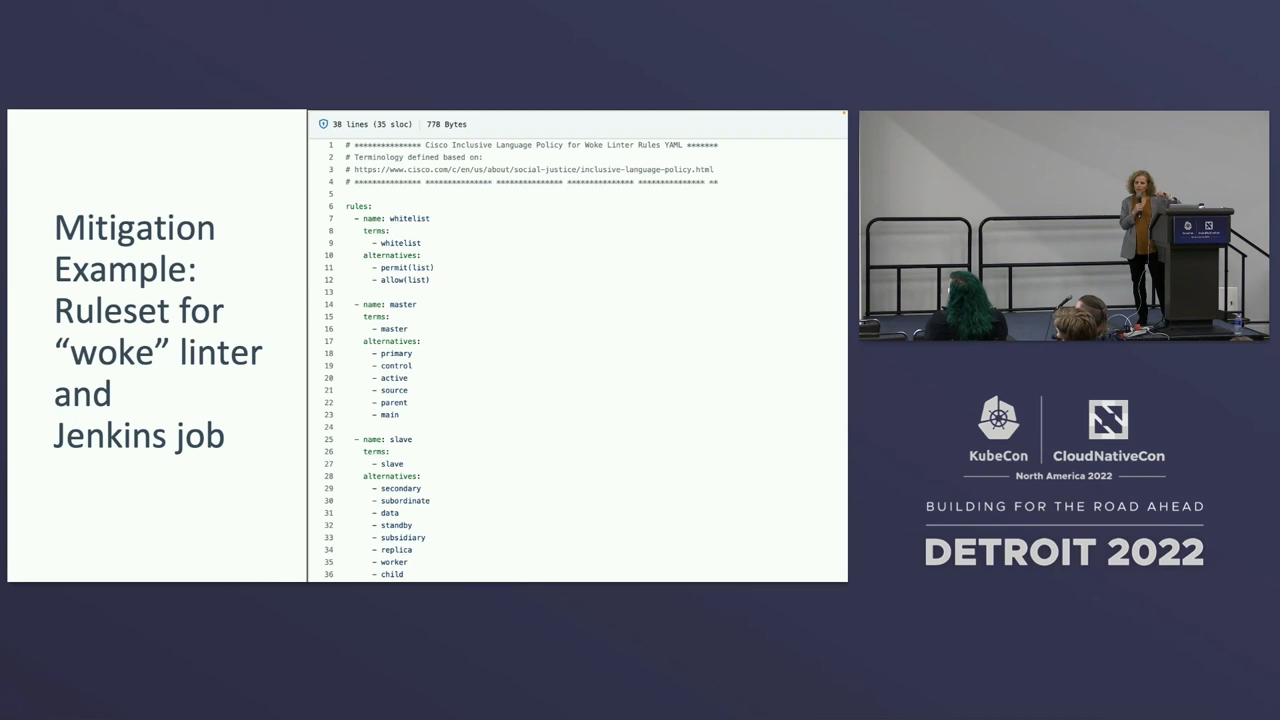 Mitigation
Example:
Ruleset for
“woke” linter
and
Jenkins job
38 lines (35 sloc) | 778 Bytes
1 # *************** Cisco Inclusive Language Policy for Woke Linter Rules YAML *******
2 # Terminology defined based on:
3 # https://www.cisco.com/c/en/us/about/social-justice/inclusive-language-policy.html
4 # *************** *************** *************** *************** *************** **
5
6 rules:
7 - name: whitelist
8 terms:
9 - whitelist
10 alternatives:
11 - permit(list)
12 - allow(list)
13
14 - name: master
15 terms:
16 - master
17 alternatives:
18 - primary
19 - control
20 - active
21 - source
22 - parent
23 - main
24
25 - name: slave
26 terms:
27 - slave
28 alternatives:
29 - secondary
30 - subordinate
31 - data
32 - standby
33 - subsidiary
34 - replica
35 - worker
36 - child
KubeCon
CloudNativeCon
North America 2022
BUILDING FOR THE ROAD AHEAD
DETROIT 2022